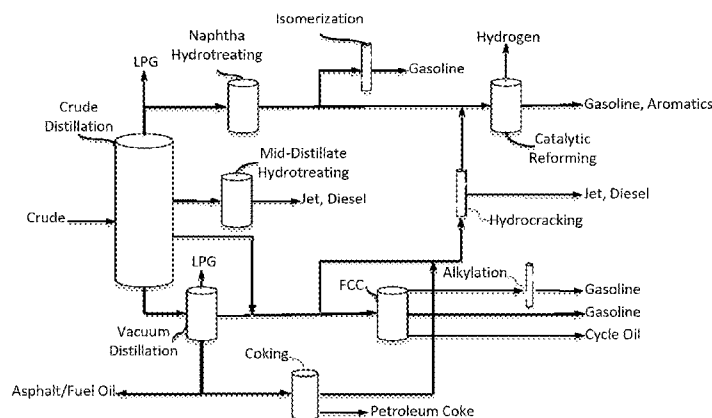 Isomerization
Naphtha
Hydrotreating
Hydrogen
LPG
Gasoline
Crude
Distillation
Gasoline, Aromatics
Mid-Distillate
Hydrotreating
Catalytic
Reforming
Jet, Diesel
Jet, Diesel
Crude
Hydrocracking
LPG
FCC
Alkylation
Gasoline
Gasoline
Vacuum
Distillation
Cycle Oil
Coking
Asphalt/Fuel Oil
Petroleum Coke